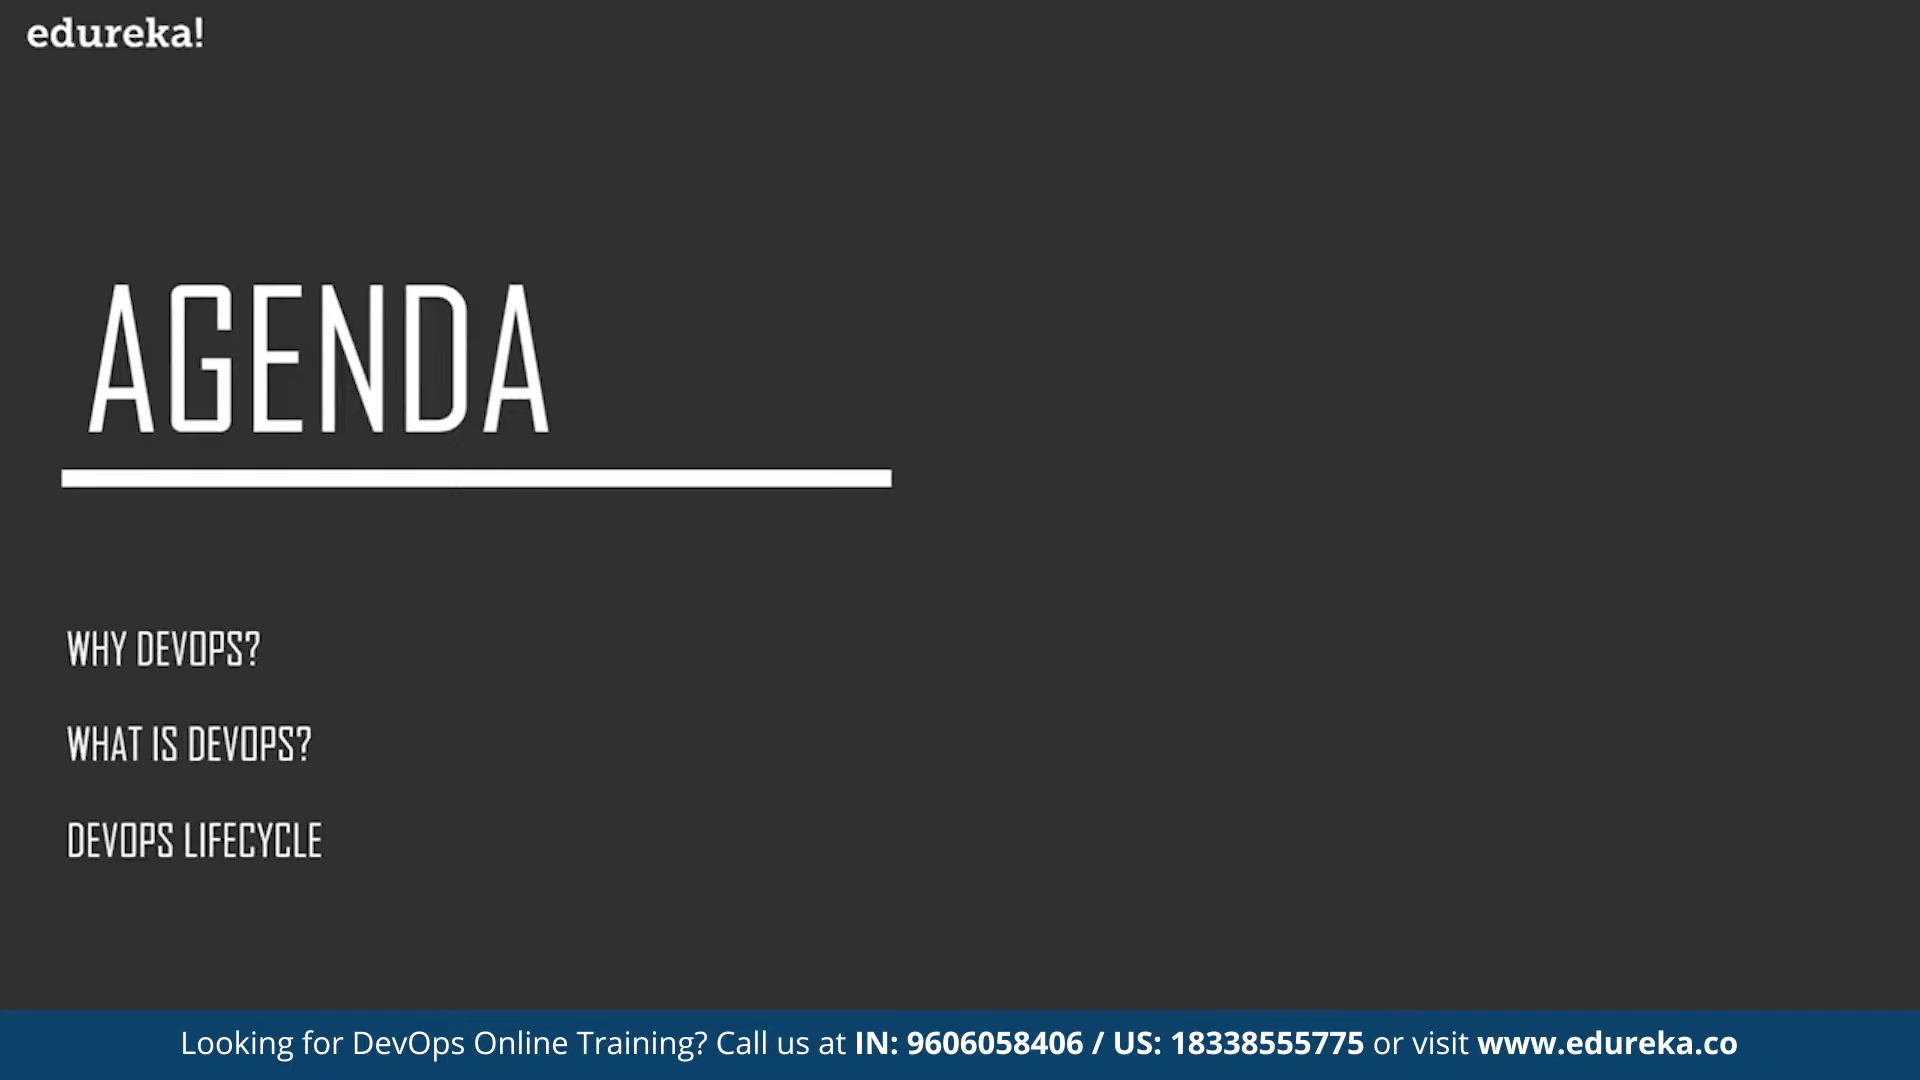 edureka!
AGENDA
WHY DEVOPS?
WHAT IS DEVOPS?
DEVOPS LIFECYCLE
Looking for DevOps Online Training? Call us at IN: 9606058406 / US: 18338555775 or visit www.edureka.co